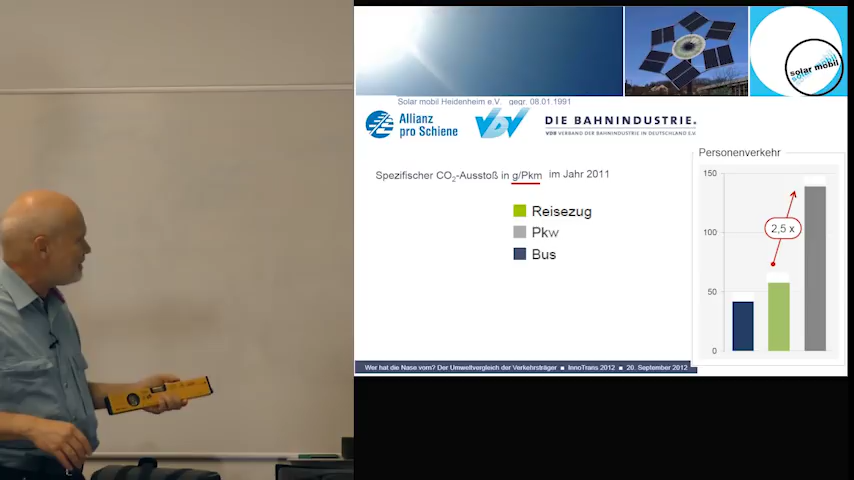 solar mobil
solar mobil
Solar mobil Heidenheim e.V. gegr. 08.01.1991
Allianz
pro Schiene
VDV
DIE BAHNINDUSTRIE.
VDB VERBAND DER BAHNINDUSTRIE IN DEUTSCHLAND E.V.
Personenverkehr
Spezifischer CO₂-Ausstoß in g/Pkm im Jahr 2011
Reisezug
Pkw
Bus
150
100
50
0
2,5 x
Wer hat die Nase vorn? Der Umweltvergleich der Verkehrsträger ■ InnoTrans 2012 ■ 20. September 2012